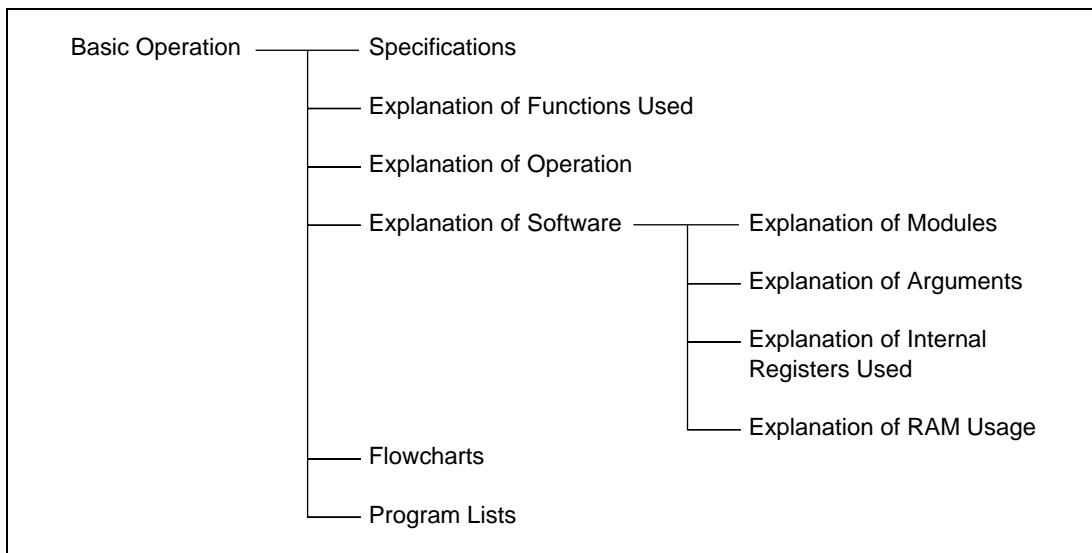 Basic Operation
Specifications
Explanation of Functions Used
Explanation of Operation
Explanation of Software
Explanation of Modules
Explanation of Arguments
Explanation of Internal
Registers Used
Explanation of RAM Usage
Flowcharts
Program Lists